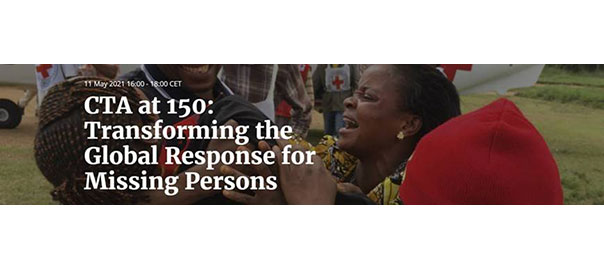 11 May 2021 16:00 - 18:00 CET
CTA at 150:
Transforming the
Global Response for
Missing Persons